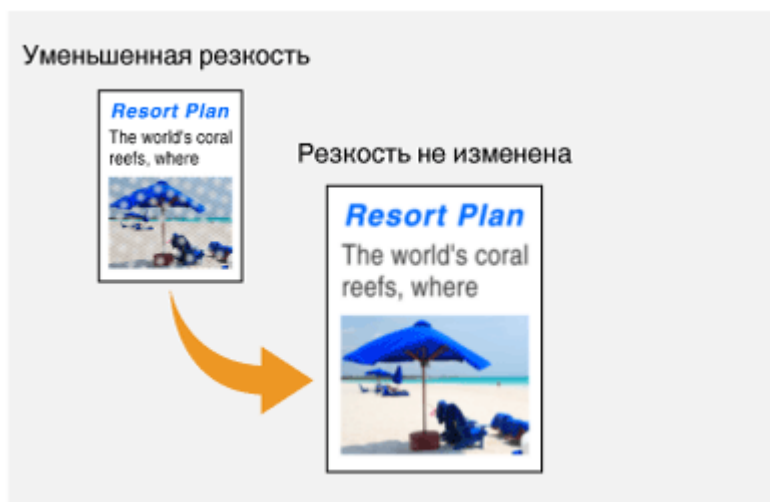 Уменьшенная резкость
Resort Plan
The world's coral
reefs, where
Резкость не изменена
Resort Plan
The world's coral
reefs, where